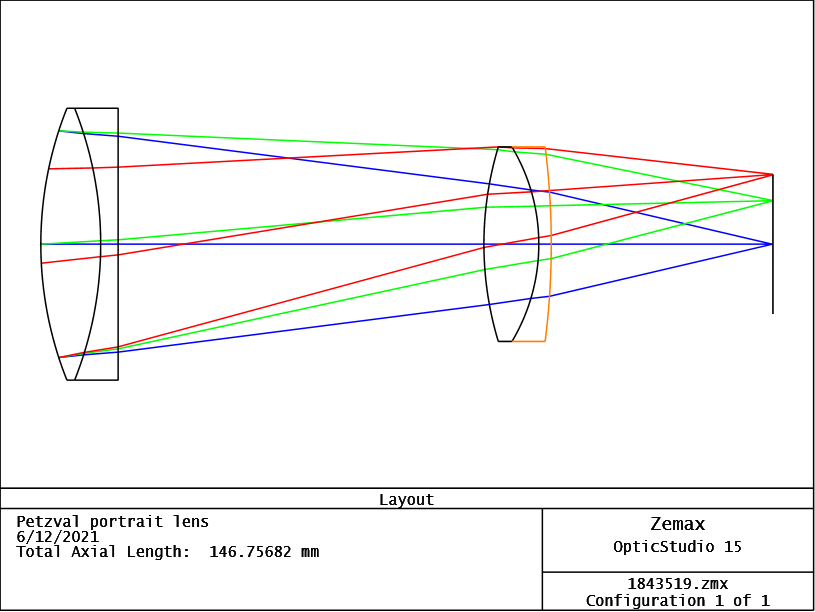 Layout
Petzval portrait lens
6/12/2021
Total Axial Length:  146.75682 mm
Zemax
OpticStudio 15
1843519.zmx
Configuration 1 of 1